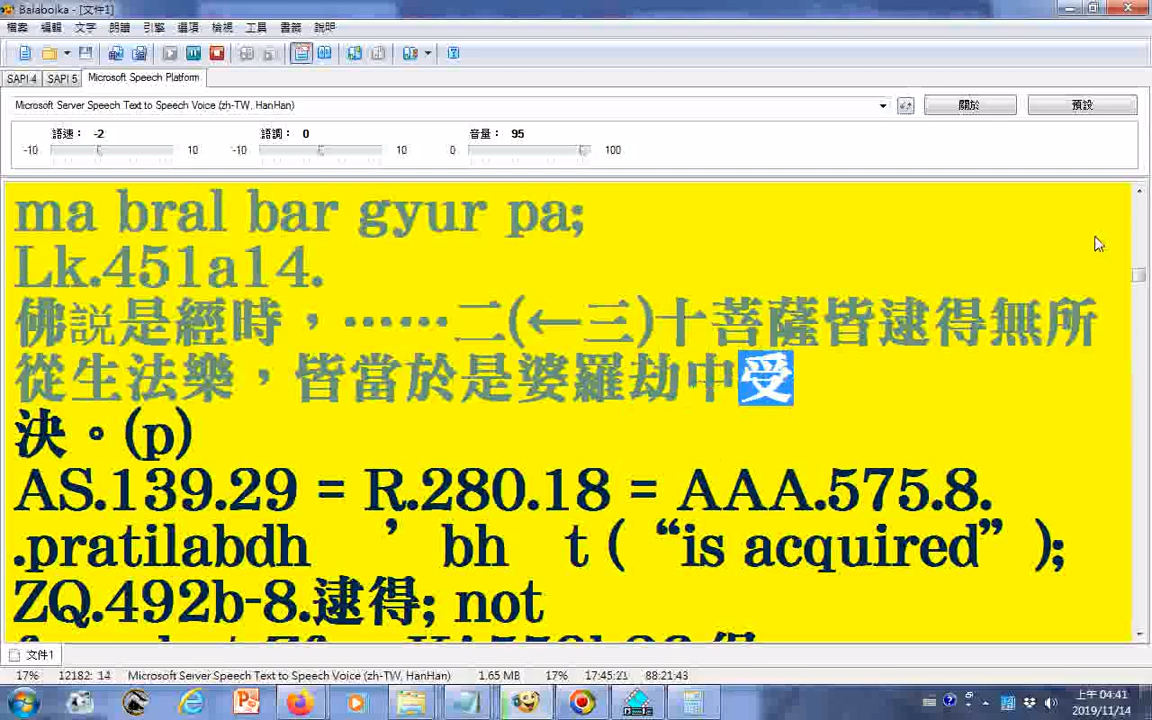 Balabolka - [文件1]
檔案 編輯 文字 朗讀 引擎 選項 檢視 工具 書籤 說明
SAPI 4 SAPI 5 Microsoft Speech Platform
Microsoft Server Speech Text to Speech Voice (zh-TW, HanHan) 關於 預設
語速： -2 語調： 0 音量： 95
-10 10 -10 10 0 100
ma bral bar gyur pa;
Lk.451a14.
佛説是經時，……二(←三)十菩薩皆逮得無所
從生法樂，皆當於是婆羅劫中受
決。(p)
AS.139.29 = R.280.18 = AAA.575.8.
.pratilabdh ’bh t (“is acquired”);
ZQ.492b-8.逮得; not
文件1
17% 12182: 14 Microsoft Server Speech Text to Speech Voice (zh-TW, HanHan) 1.65 MB 17% 17:45:21 88:21:43
上午 04:41
2019/11/14